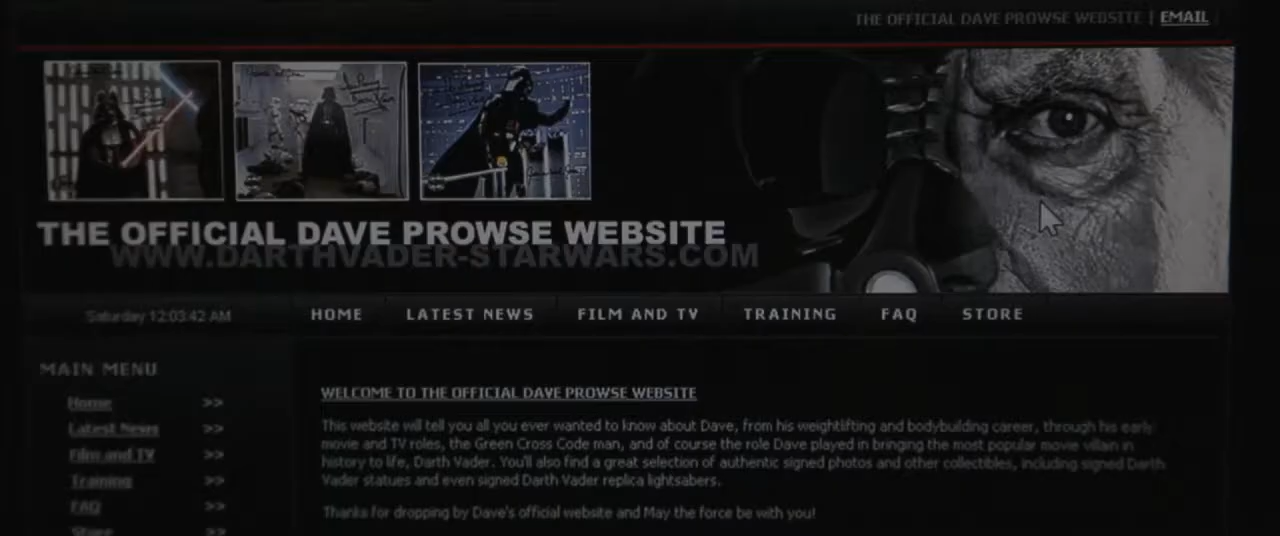 THE OFFICIAL DAVE PROWSE WEBSITE | EMAIL
THE OFFICIAL DAVE PROWSE WEBSITE
WWW.DARTHVADER-STARWARS.COM
Saturday 12:03:42 AM
HOME LATEST NEWS FILM AND TV TRAINING FAQ STORE
MAIN MENU
Home >>
Latest News >>
Film and TV >>
Training >>
FAQ >>
Store >>
WELCOME TO THE OFFICIAL DAVE PROWSE WEBSITE
This website will tell you all you ever wanted to know about Dave, from his weightlifting and bodybuilding career, through his early
movie and TV roles, the Green Cross Code man, and of course the role Dave played in bringing the most popular movie villain in
history to life, Darth Vader. You'll also find a great selection of authentic signed photos and other collectibles, including signed Darth
Vader statues and even signed Darth Vader replica lightsabers.
Thanks for dropping by Dave's official website and May the force be with you!